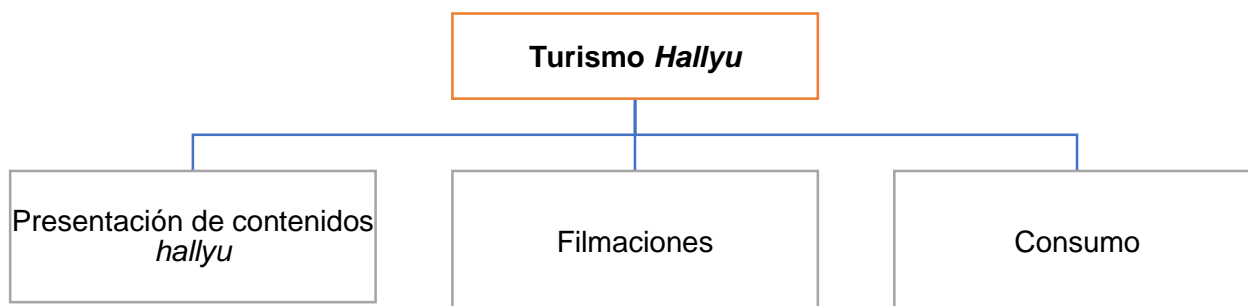 Turismo Hallyu
Presentación de contenidos
hallyu
Filmaciones
Consumo